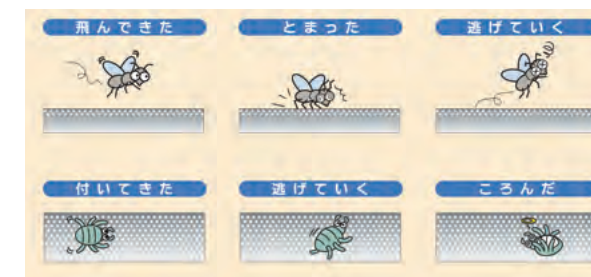 飛んできた
とまった
逃げていく
付いてきた
逃げていく
ころんだ